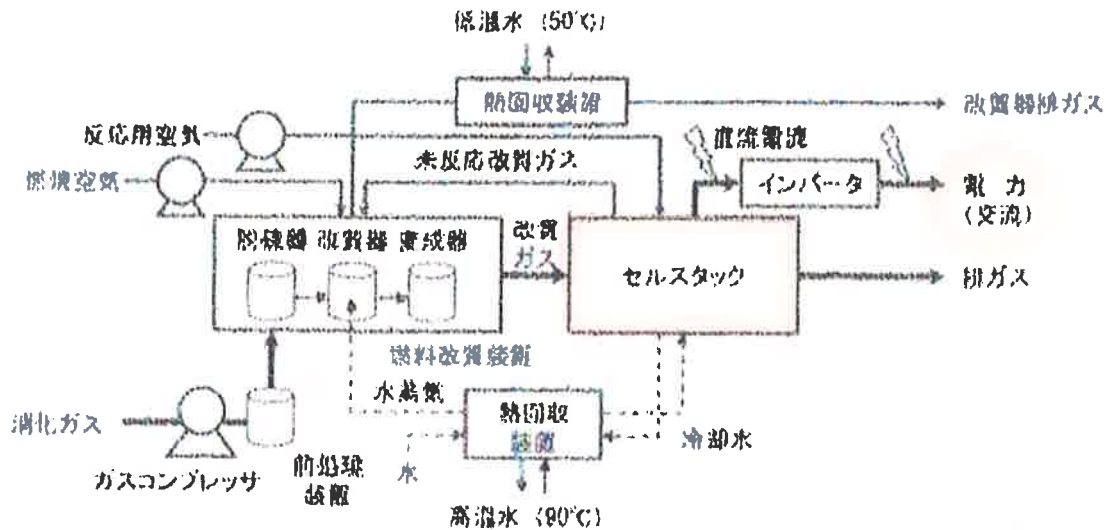 低温水 (50℃)
熱回収装置
改質器排ガス
反応用空気
未反応改質ガス
直流電流
燃焼空気
インバータ
電 力
(交流)
脱硫器 改質器 変成器
改質
ガス
セルスタック
排ガス
燃料改質装置
水蒸気
熱回収
装置
消化ガス
冷却水
水
前処理
装置
ガスコンプレッサ
高温水 (90℃)